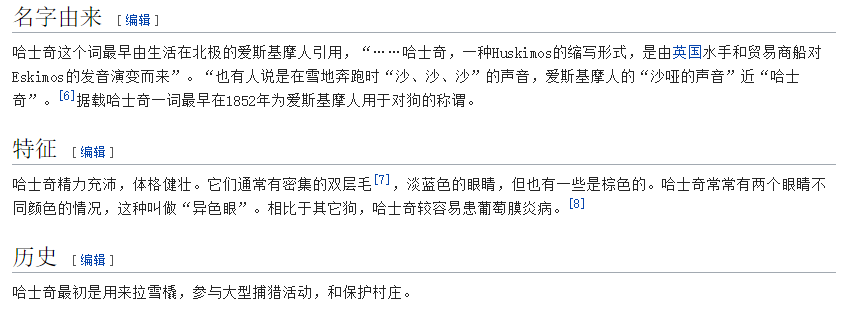 名字由来 [编辑]
哈士奇这个词最早由生活在北极的爱斯基摩人引用，“……哈士奇，一种Huskimos的缩写形式，是由英国水手和贸易商船对
Eskimos的发音演变而来”。“也有人说是在雪地奔跑时“沙、沙、沙”的声音，爱斯基摩人的“沙哑的声音”近“哈士
奇”。[6]据载哈士奇一词最早在1852年为爱斯基摩人用于对狗的称谓。
特征 [编辑]
哈士奇精力充沛，体格健壮。它们通常有密集的双层毛[7]，淡蓝色的眼睛，但也有一些是棕色的。哈士奇常常有两个眼睛不
同颜色的情况，这种叫做“异色眼”。相比于其它狗，哈士奇较容易患葡萄膜炎病。[8]
历史 [编辑]
哈士奇最初是用来拉雪橇，参与大型捕猎活动，和保护村庄。